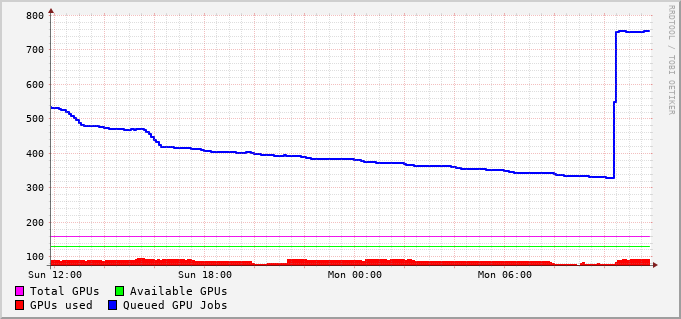 800
700
600
500
400
300
200
100
Sun 12:00 Sun 18:00 Mon 00:00 Mon 06:00
Total GPUs Available GPUs
GPUs used Queued GPU Jobs
RRDTOOL / TOBI OETIKER